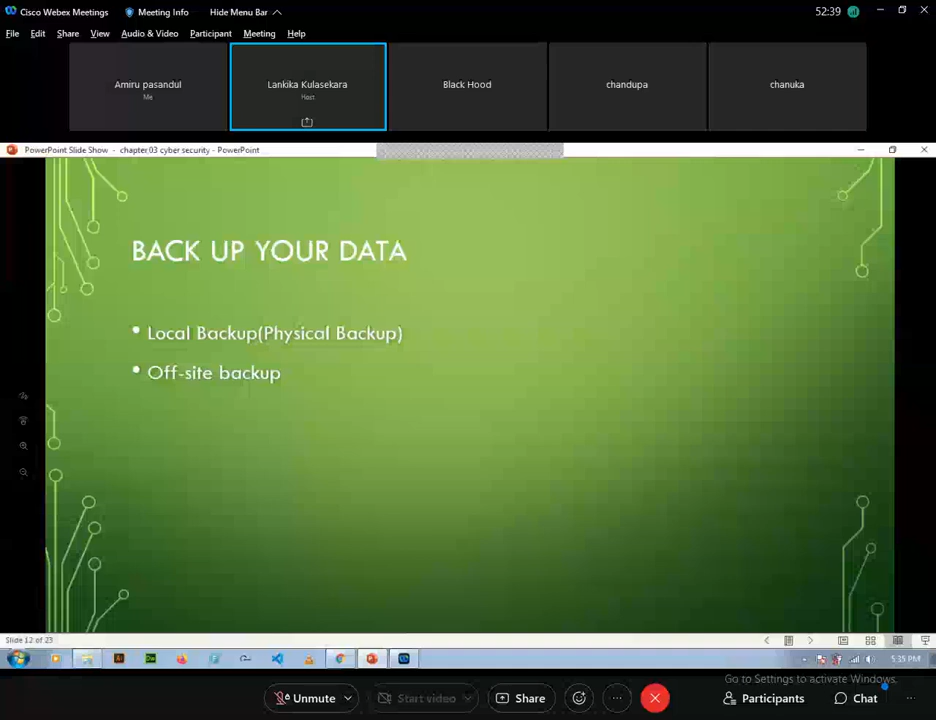 Cisco Webex Meetings
Meeting Info
Hide Menu Bar
52:39
File Edit Share View Audio & Video Participant Meeting Help
Amiru pasandul
Me
Lankika Kulasekara
Host
Black Hood
chandupa
chanuka
PowerPoint Slide Show - chapter 03 cyber security - PowerPoint
BACK UP YOUR DATA
• Local Backup(Physical Backup)
• Off-site backup
Slide 12 of 23
5:35 PM
Go to Settings to activate Windows.
Unmute
Start video
Share
Participants
Chat